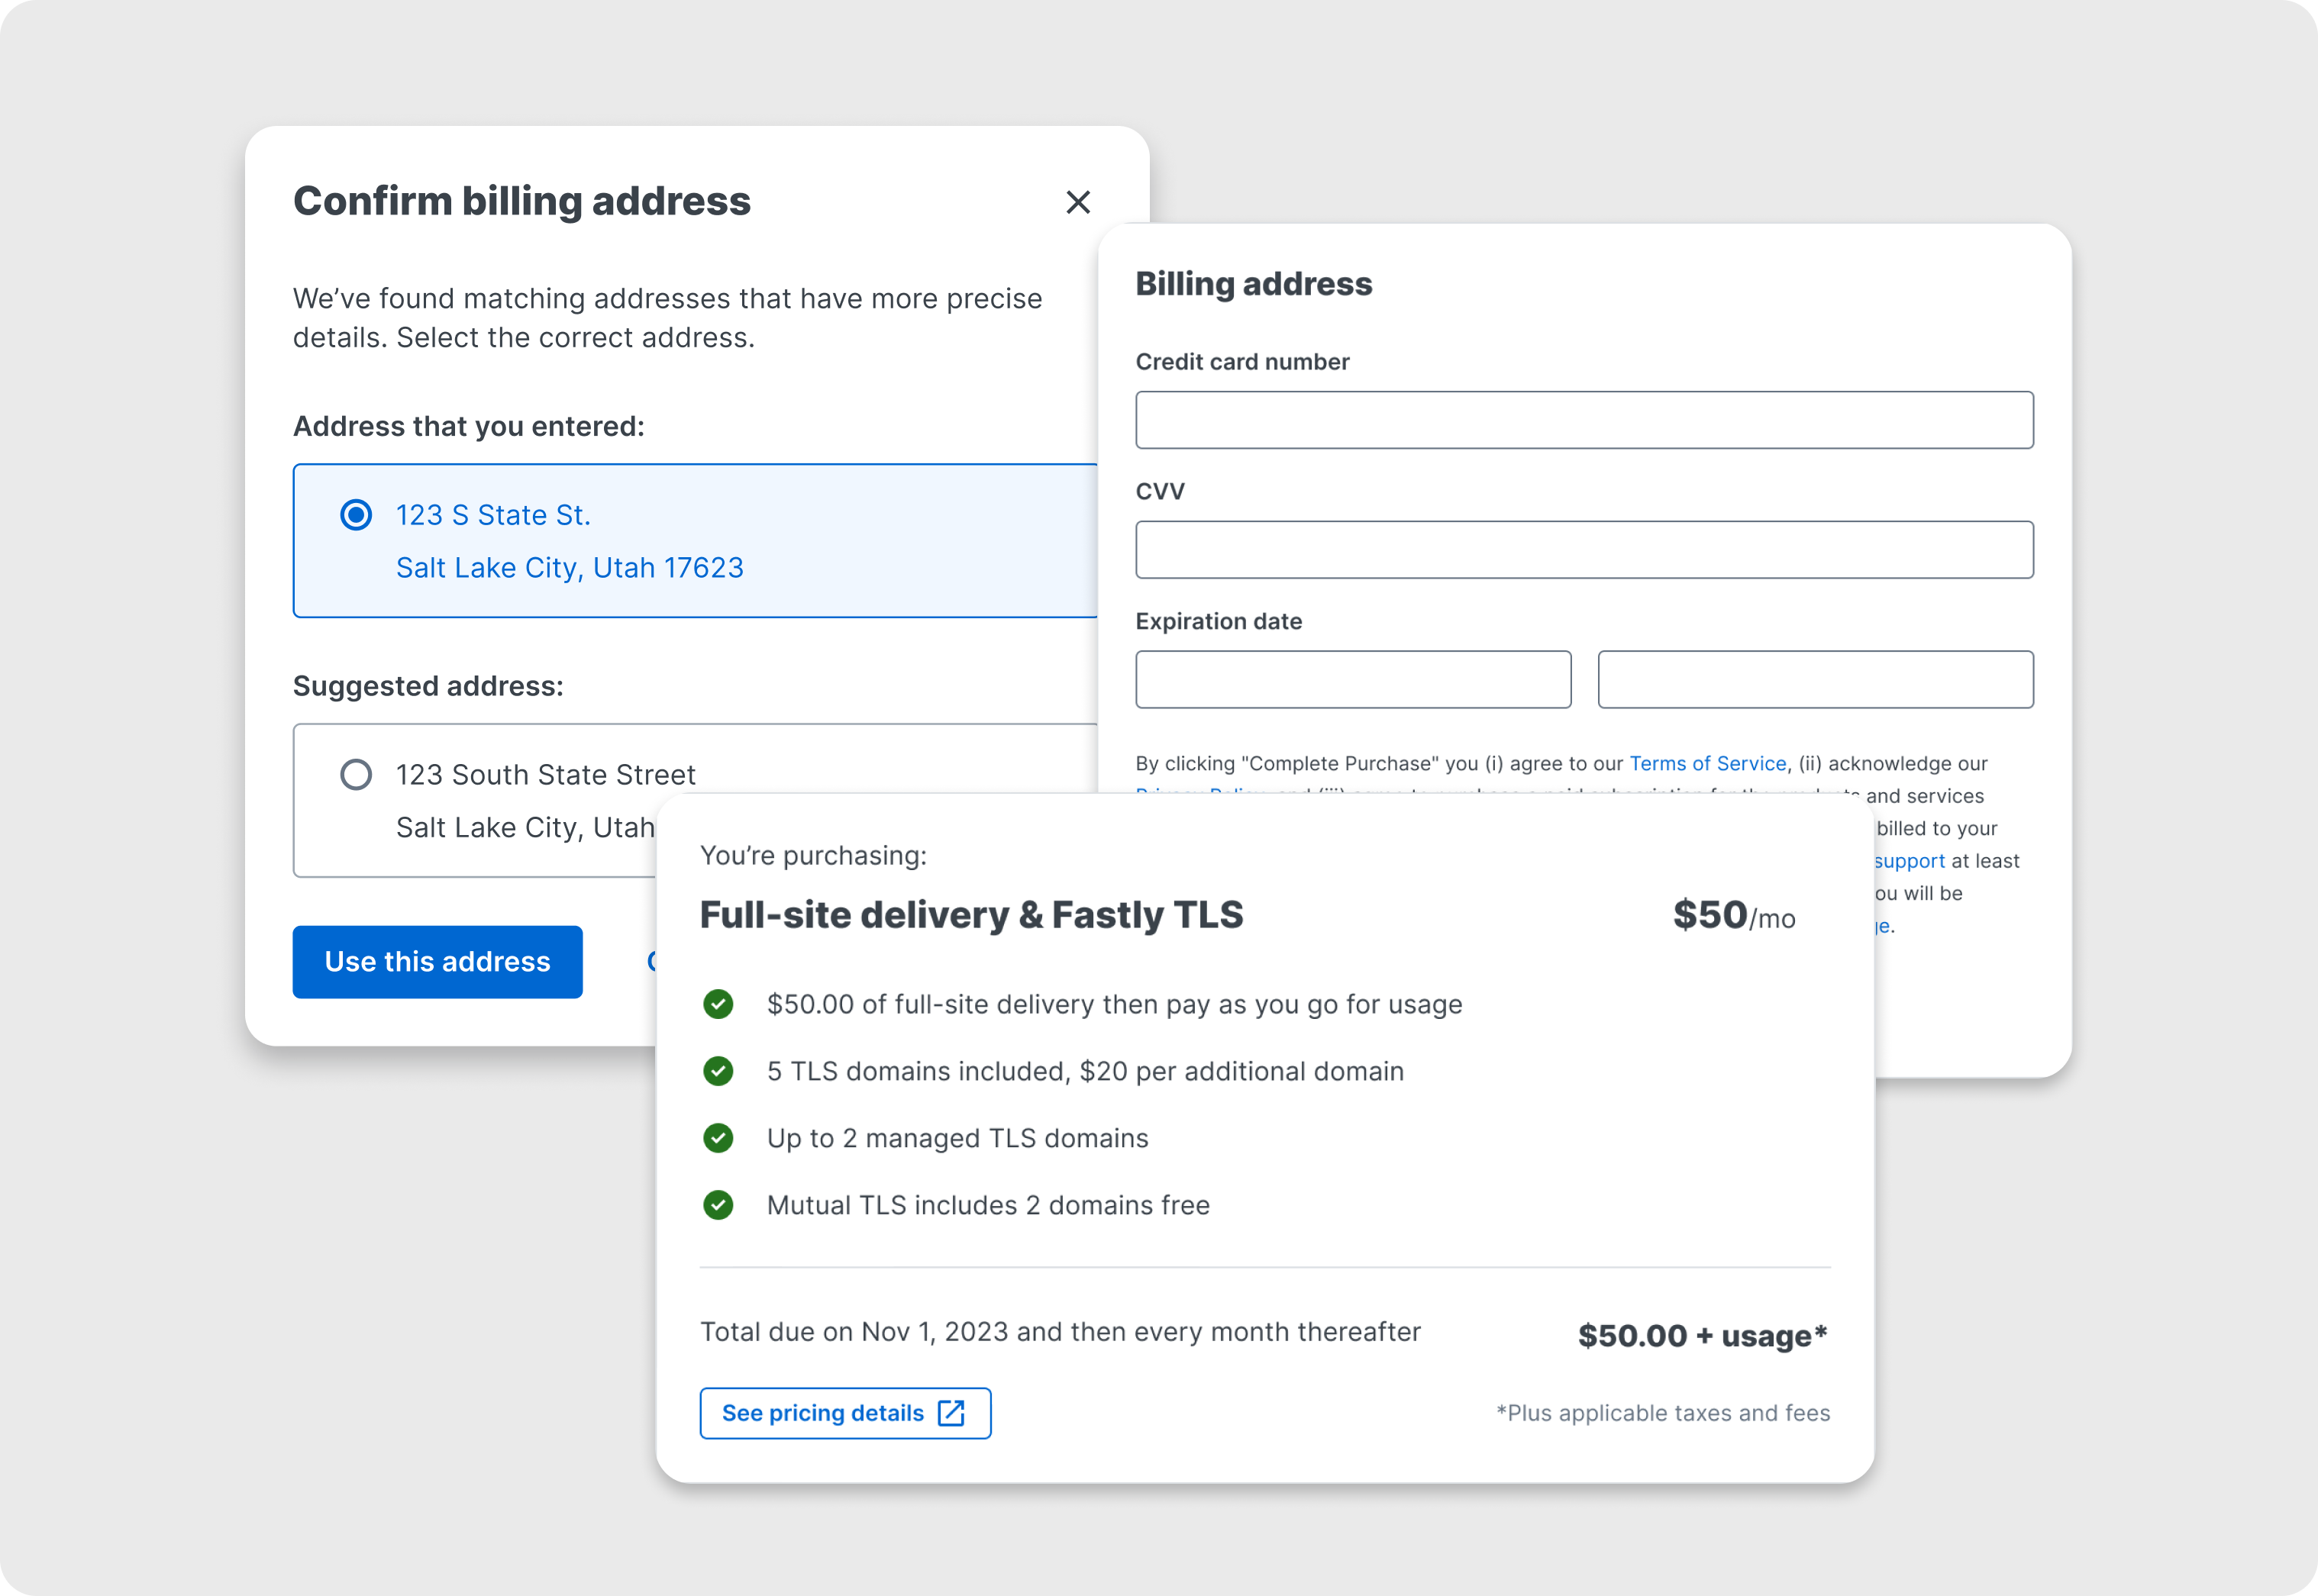 Confirm billing address
We’ve found matching addresses that have more precise
details. Select the correct address.
Address that you entered:
123 S State St.
Salt Lake City, Utah 17623
Suggested address:
123 South State Street
Salt Lake City, Utah
Use this address
Billing address
Credit card number
CVV
Expiration date
By clicking "Complete Purchase" you (i) agree to our Terms of Service, (ii) acknowledge our
and services
billed to your
support at least
will be
You’re purchasing:
Full-site delivery & Fastly TLS
$50/mo
$50.00 of full-site delivery then pay as you go for usage
5 TLS domains included, $20 per additional domain
Up to 2 managed TLS domains
Mutual TLS includes 2 domains free
Total due on Nov 1, 2023 and then every month thereafter
$50.00 + usage*
See pricing details
*Plus applicable taxes and fees